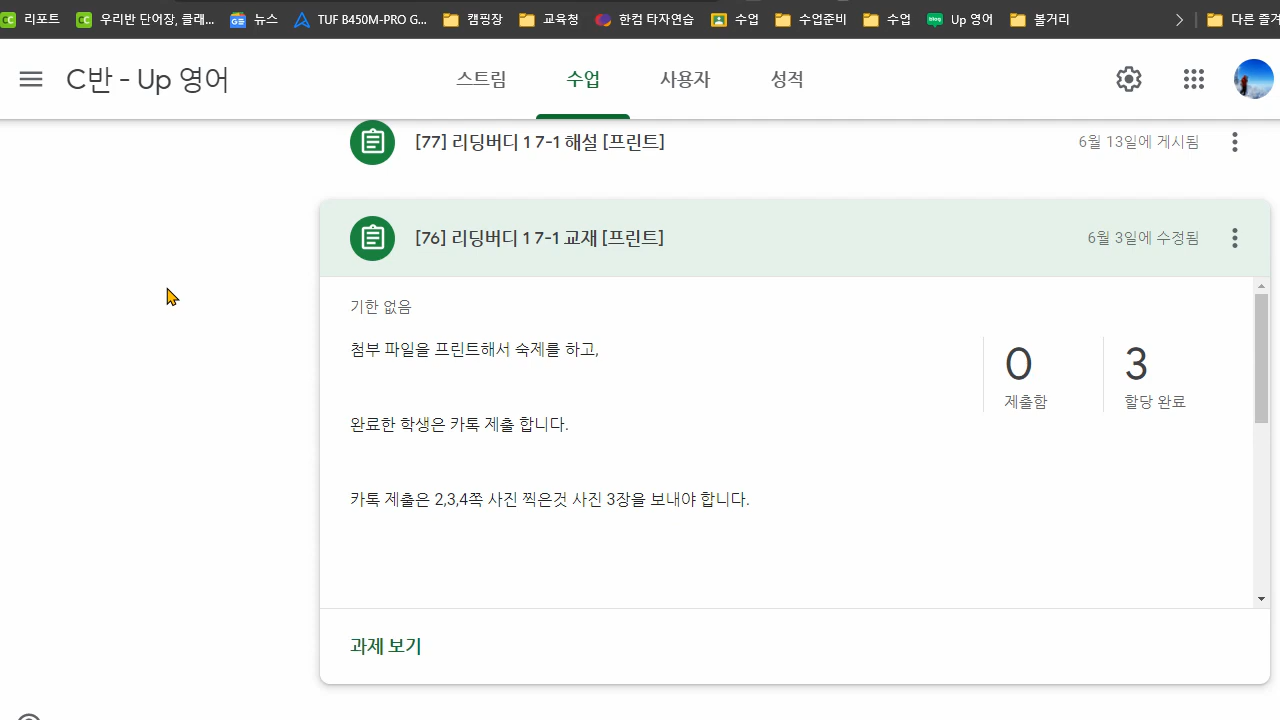 리포트 우리반 단어장, 클래... 뉴스 TUF B450M-PRO G... 캠핑장 교육청 한컴 타자연습 수업 수업준비 수업 Up 영어 볼거리 다른 즐겨
C반 - Up 영어 스트림 수업 사용자 성적
[77] 리딩버디 1 7-1 해설 [프린트] 6월 13일에 게시됨
[76] 리딩버디 1 7-1 교재 [프린트] 6월 3일에 수정됨
기한 없음
첨부 파일을 프린트해서 숙제를 하고,
0 3
제출함 할당 완료
완료한 학생은 카톡 제출 합니다.
카톡 제출은 2,3,4쪽 사진 찍은것 사진 3장을 보내야 합니다.
과제 보기